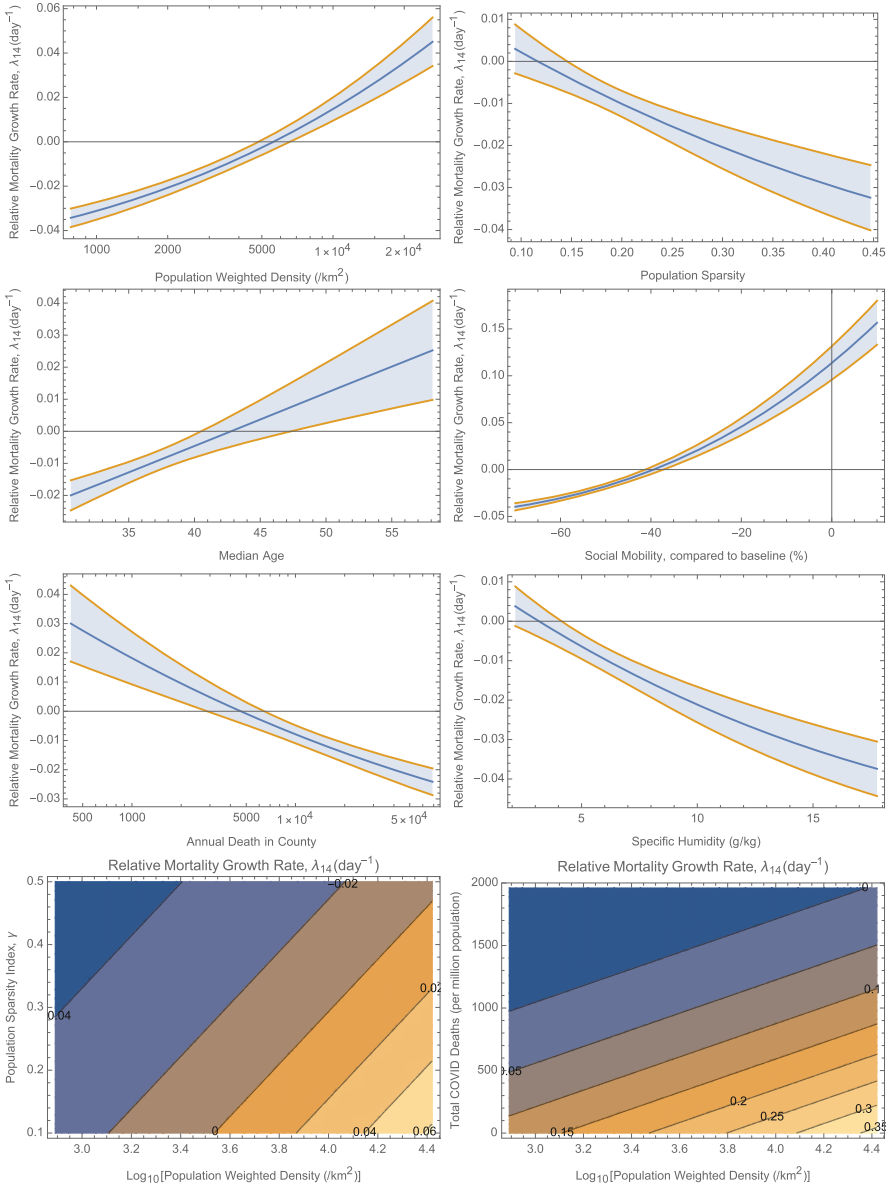 Relative Mortality Growth Rate, λ14(day−1)
0.06
0.04
0.02
0.00
−0.02
−0.04
1000 2000 5000 1×10^4 2×10^4
Population Weighted Density (/km2)
Relative Mortality Growth Rate, λ14(day−1)
0.01
0.00
−0.01
−0.02
−0.03
−0.04
0.10 0.15 0.20 0.25 0.30 0.35 0.40 0.45
Population Sparsity
Relative Mortality Growth Rate, λ14(day−1)
0.04
0.03
0.02
0.01
0.00
−0.01
−0.02
35 40 45 50 55
Median Age
Relative Mortality Growth Rate, λ14(day−1)
0.15
0.10
0.05
0.00
−0.05
−60 −40 −20 0
Social Mobility, compared to baseline (%)
Relative Mortality Growth Rate, λ14(day−1)
0.04
0.03
0.02
0.01
0.00
−0.01
−0.02
−0.03
500 1000 5000 1×10^4 5×10^4
Annual Death in County
Relative Mortality Growth Rate, λ14(day−1)
0.01
0.00
−0.01
−0.02
−0.03
−0.04
5 10 15
Specific Humidity (g/kg)
Relative Mortality Growth Rate, λ14(day−1)
Population Sparsity Index, γ
0.5
0.4
0.3
0.2
0.1
−0.02
0.04
0.02
0
0.04
0.06
3.0 3.2 3.4 3.6 3.8 4.0 4.2 4.4
Log10[Population Weighted Density (/km2)]
Relative Mortality Growth Rate, λ14(day−1)
Total COVID Deaths (per million population)
2000
1500
1000
500
0
0
0.1
0.05
0.2
0.3
0.25
0.15
0.35
3.0 3.2 3.4 3.6 3.8 4.0 4.2 4.4
Log10[Population Weighted Density (/km2)]